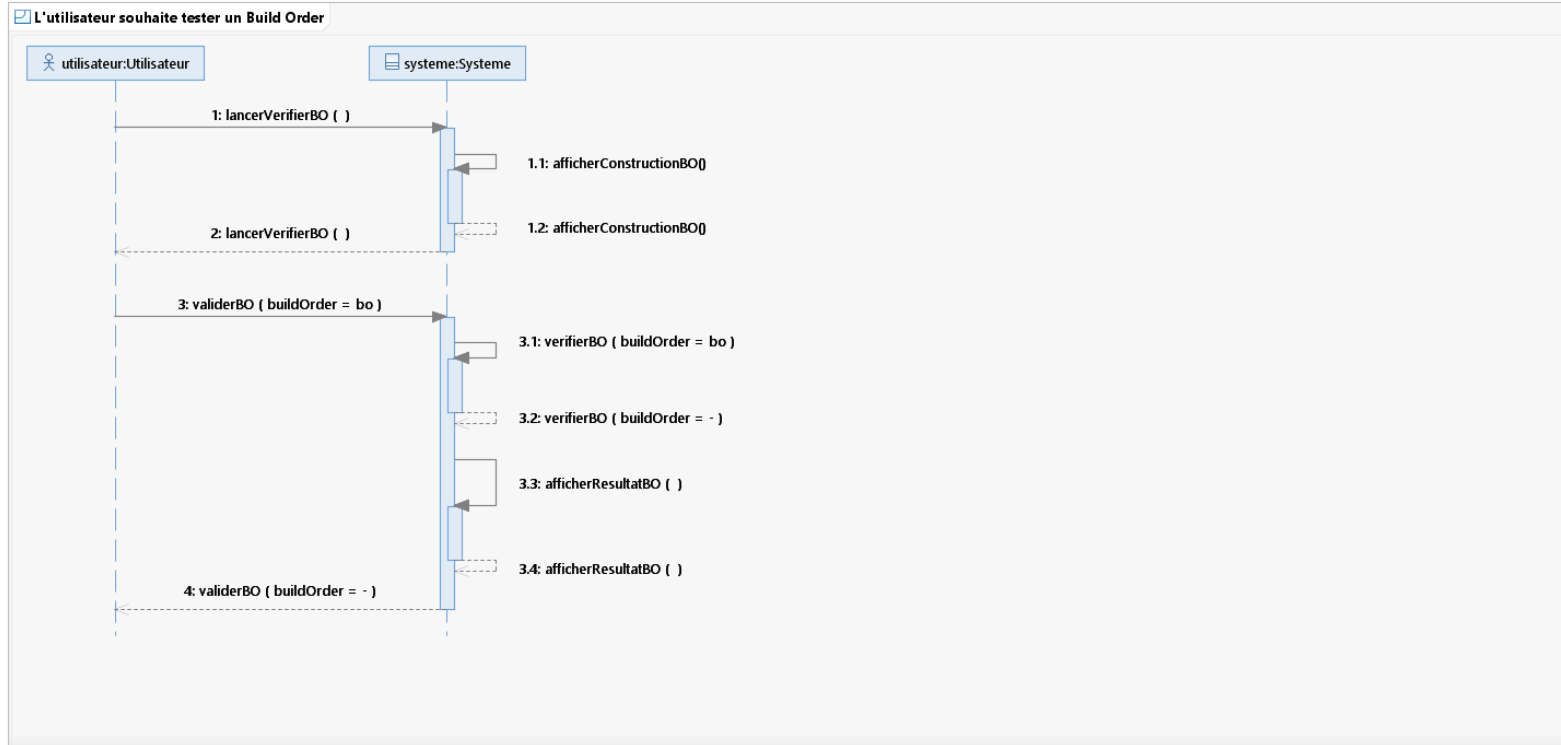 L'utilisateur souhaite tester un Build Order
utilisateur:Utilisateur
systeme:Systeme
1: lancerVerifierBO ( )
1.1: afficherConstructionBO()
1.2: afficherConstructionBO()
2: lancerVerifierBO ( )
3: validerBO ( buildOrder = bo )
3.1: verifierBO ( buildOrder = bo )
3.2: verifierBO ( buildOrder = - )
3.3: afficherResultatBO ( )
3.4: afficherResultatBO ( )
4: validerBO ( buildOrder = - )